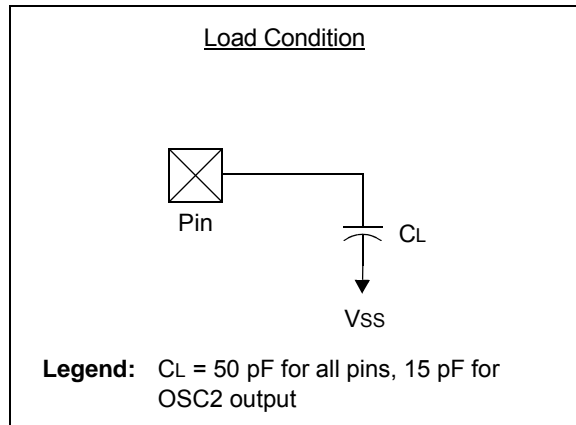 Load Condition
Pin
CL
VSS
Legend: CL = 50 pF for all pins, 15 pF for
OSC2 output